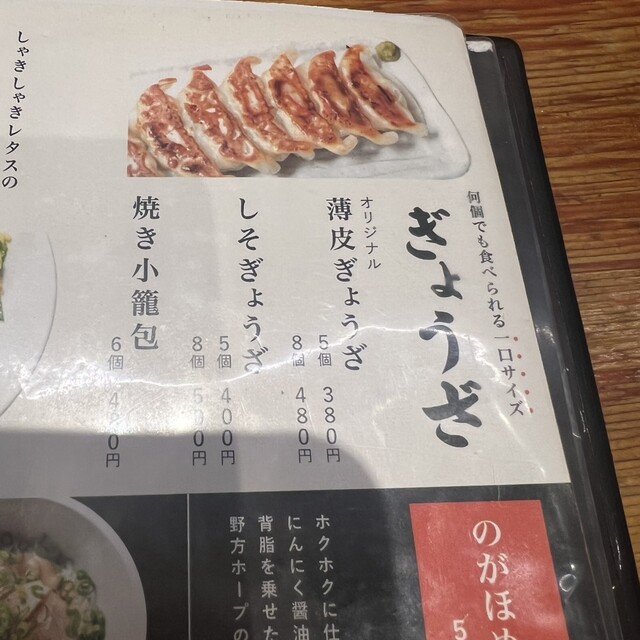 何個でも食べられる一口サイズ
ぎょうざ
オリジナル
薄皮ぎょうざ
5個 380円
8個 480円
しそぎょうざ
5個 400円
8個 500円
焼き小籠包
6個 480円
しゃきしゃきレタスの
のがほ
5
ホクホクに仕
にんにく醤油
背脂を乗せた
野方ホープの